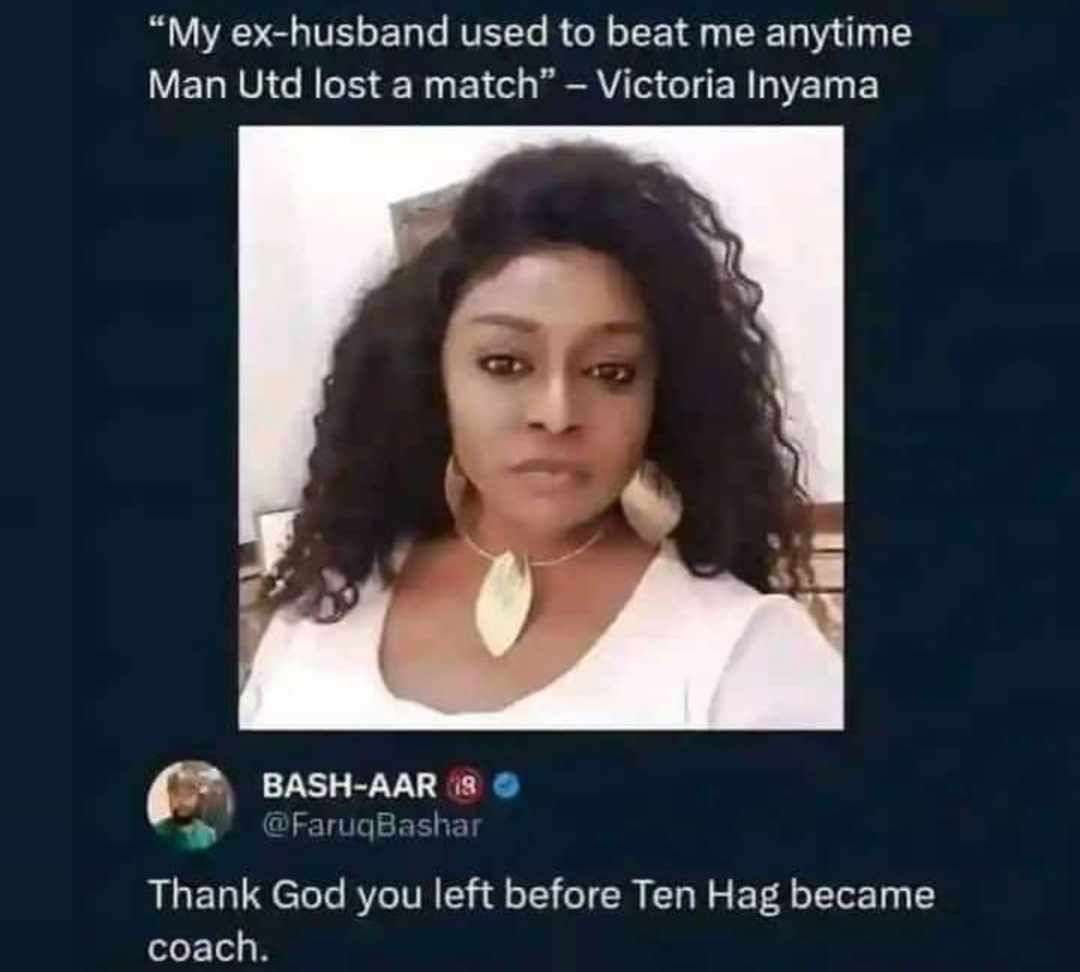 “My ex-husband used to beat me anytime
Man Utd lost a match” – Victoria Inyama
BASH-AAR 🔞
@FaruqBashar
Thank God you left before Ten Hag became
coach.